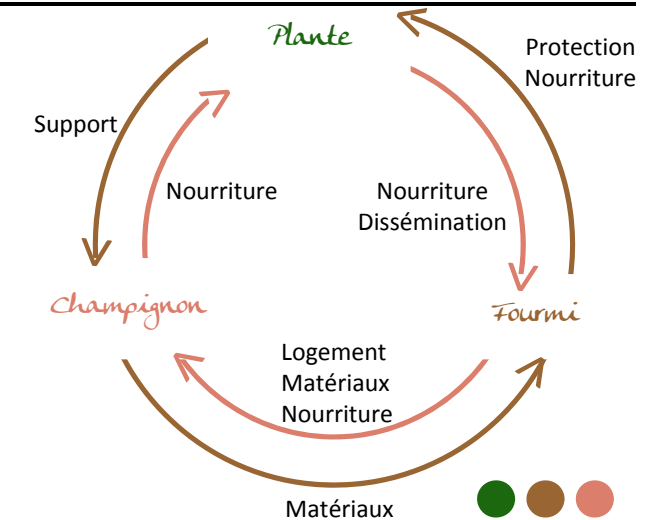 Plante
Protection
Nourriture
Support
Nourriture
Nourriture
Dissémination
Champignon
Fourmi
Logement
Matériaux
Nourriture
Matériaux